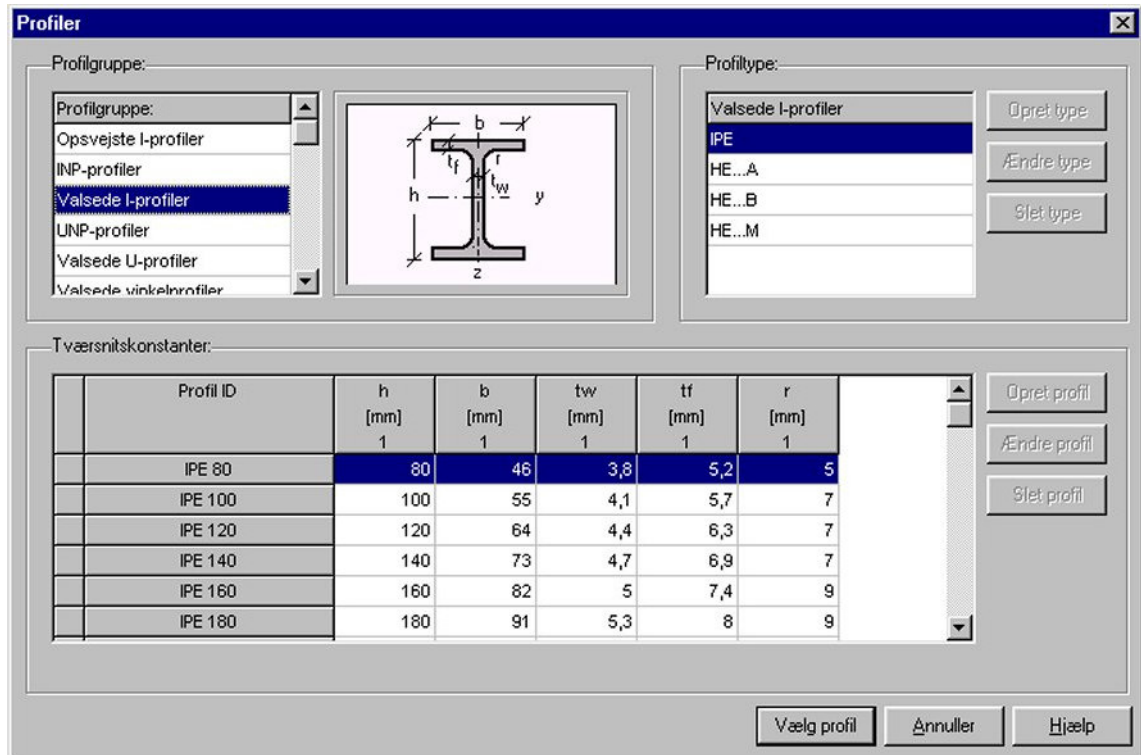 Profiler
Profilgruppe:
Profilgruppe:
Opsvejste I-profiler
INP-profiler
Valsede I-profiler
UNP-profiler
Valsede U-profiler
Valsede vinkelprofiler
b
tf
r
tw
h
y
z
Profiltype:
Valsede I-profiler
IPE
HE...A
HE...B
HE...M
Opret type
Ændre type
Slet type
Tværsnitskonstanter:
Profil ID h b tw tf r
[mm] [mm] [mm] [mm] [mm]
1 1 1 1 1
IPE 80 80 46 3,8 5,2 5
IPE 100 100 55 4,1 5,7 7
IPE 120 120 64 4,4 6,3 7
IPE 140 140 73 4,7 6,9 7
IPE 160 160 82 5 7,4 9
IPE 180 180 91 5,3 8 9
Opret profil
Ændre profil
Slet profil
Vælg profil Annuller Hjælp